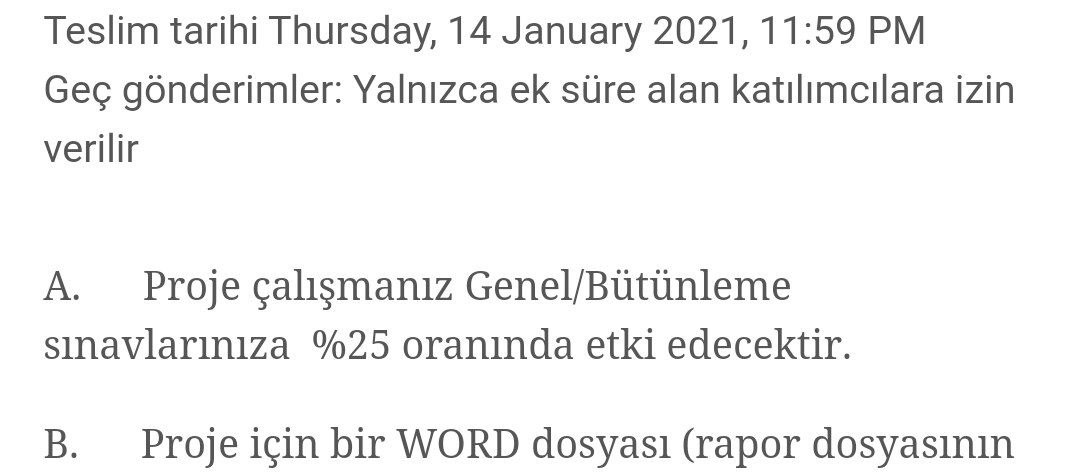 Teslim tarihi Thursday, 14 January 2021, 11:59 PM
Geç gönderimler: Yalnızca ek süre alan katılımcılara izin
verilir
A. Proje çalışmanız Genel/Bütünleme
sınavlarınıza %25 oranında etki edecektir.
B. Proje için bir WORD dosyası (rapor dosyasının